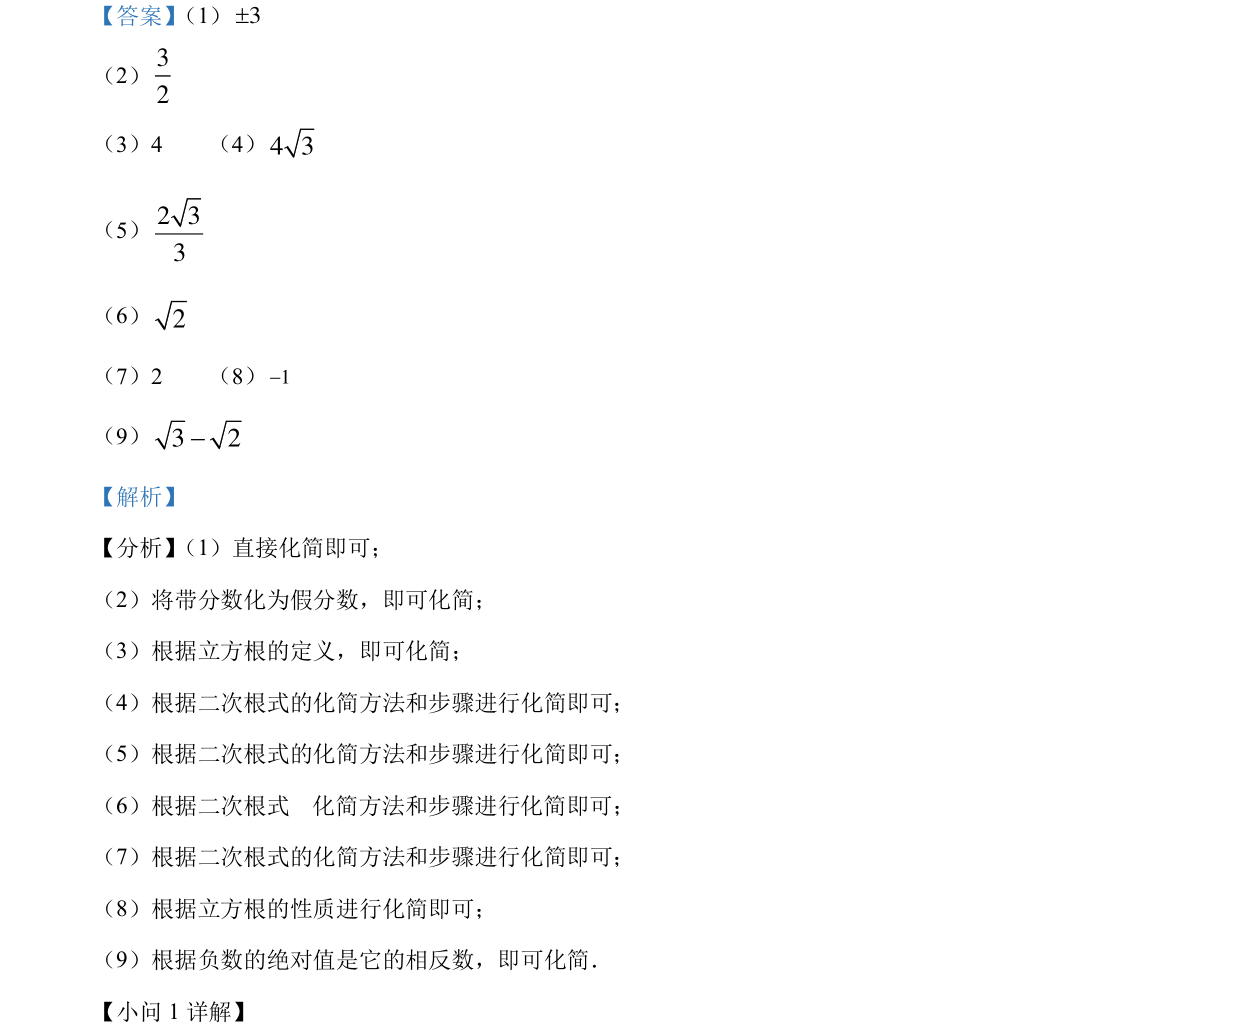 【答案】（1）±3
（2）3/2
（3）4 （4）4√3
（5）2√3/3
（6）√2
（7）2 （8）–1
（9）√3–√2
【解析】
【分析】（1）直接化简即可；
（2）将带分数化为假分数，即可化简；
（3）根据立方根的定义，即可化简；
（4）根据二次根式的化简方法和步骤进行化简即可；
（5）根据二次根式的化简方法和步骤进行化简即可；
（6）根据二次根式 化简方法和步骤进行化简即可；
（7）根据二次根式的化简方法和步骤进行化简即可；
（8）根据立方根的性质进行化简即可；
（9）根据负数的绝对值是它的相反数，即可化简．
【小问 1 详解】